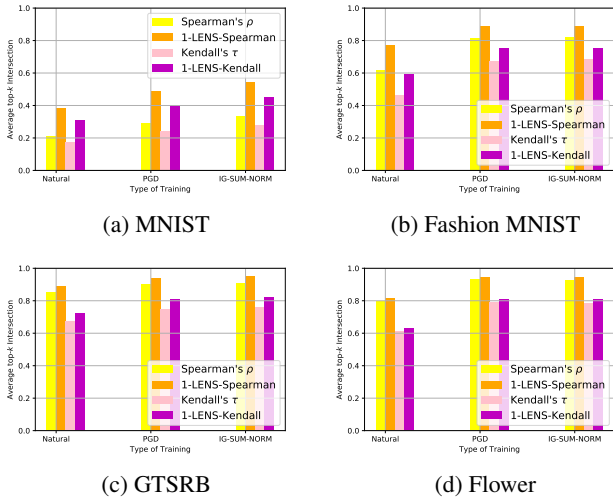 1.0
0.8
0.6
0.4
0.2
0.0
Average top-k Intersection
Spearman's ρ
1-LENS-Spearman
Kendall's τ
1-LENS-Kendall
Natural
PGD
IG-SUM-NORM
Type of Training
(a) MNIST
1.0
0.8
0.6
0.4
0.2
0.0
Average top-k Intersection
Spearman's ρ
1-LENS-Spearman
Kendall's τ
1-LENS-Kendall
Natural
PGD
IG-SUM-NORM
Type of Training
(b) Fashion MNIST
1.0
0.8
0.6
0.4
0.2
0.0
Average top-k Intersection
Spearman's ρ
1-LENS-Spearman
Kendall's τ
1-LENS-Kendall
Natural
PGD
IG-SUM-NORM
Type of Training
(c) GTSRB
1.0
0.8
0.6
0.4
0.2
0.0
Average top-k Intersection
Spearman's ρ
1-LENS-Spearman
Kendall's τ
1-LENS-Kendall
Natural
PGD
IG-SUM-NORM
Type of Training
(d) Flower